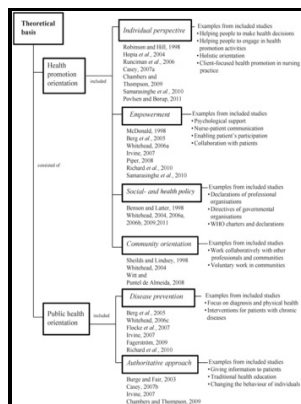 Theoretical
basis
consisted of
Health
promotion
orientation
included
Individual perspective
Robinson and Hill, 1998
Hopia et al., 2004
Runciman et al., 2006
Casey, 2007a
Chambers and
Thompson, 2009
Samarasinghe et al., 2010
Povlsen and Borup, 2011
Examples from included studies
• Helping people to make health decisions
• Helping people to engage in health
promotion activities
• Holistic orientation
• Client-focused health promotion in nursing
practice
Empowerment
McDonald, 1998
Berg et al., 2005
Whitehead, 2006a
Irvine, 2007
Piper, 2008
Richard et al., 2010
Samarasinghe et al., 2010
Examples from included studies
• Psychological support
• Nurse-patient communication
• Enabling patient's participation
• Collaboration with patients
Social- and health policy
Benson and Latter, 1998
Whitehead, 2004, 2006a,
2006b, 2009, 2011
Examples from included studies
• Declarations of professional
organisations
• Directives of governmental
organisations
• WHO charters and declarations
Community orientation
Sheilds and Lindsey, 1998
Whitehead, 2004
Witt and
Puntel de Almeida, 2008
Examples from included studies
• Work collaboratively with other
professionals and communities
• Voluntary work in communities
Public health
orientation
included
Disease prevention
Berg et al., 2005
Whitehead, 2006c
Flocke et al., 2007
Irvine, 2007
Fagerström, 2009
Richard et al., 2010
Examples from included studies
• Focus on diagnosis and physical health
• Interventions for patients with chronic
diseases
Authoritative approach
Burge and Fair, 2003
Casey, 2007b
Irvine, 2007
Chambers and Thompson, 2009
Examples from included studies
• Giving information to patients
• Traditional health education
• Changing the behaviour of individuals